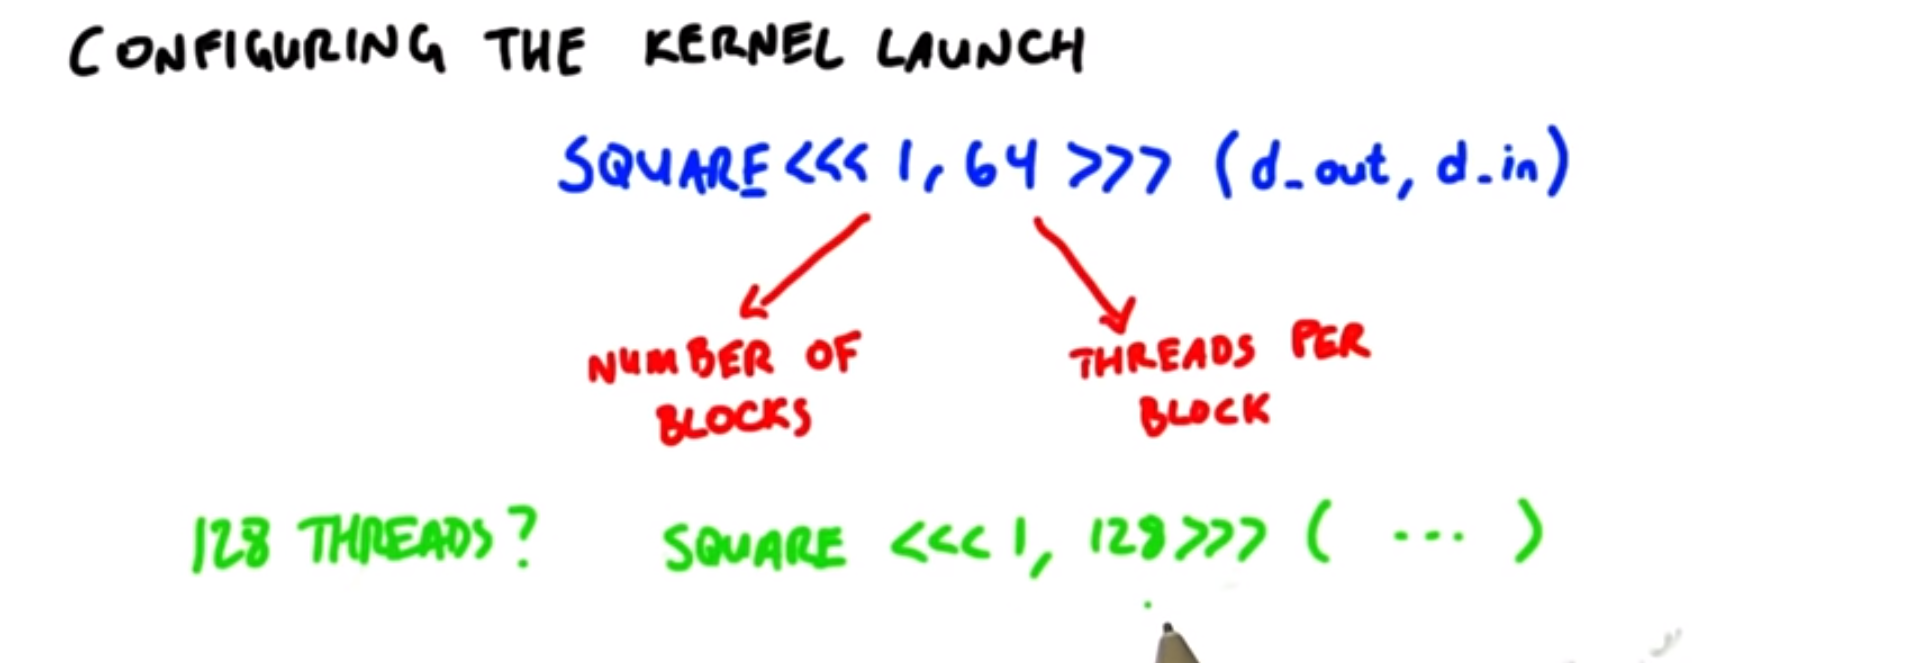 CONFIGURING THE KERNEL LAUNCH
SQUARE <<< 1, 64 >>> (d_out, d_in)
NUMBER OF
BLOCKS
THREADS PER
BLOCK
128 THREADS? SQUARE <<< 1, 128 >>> ( ... )